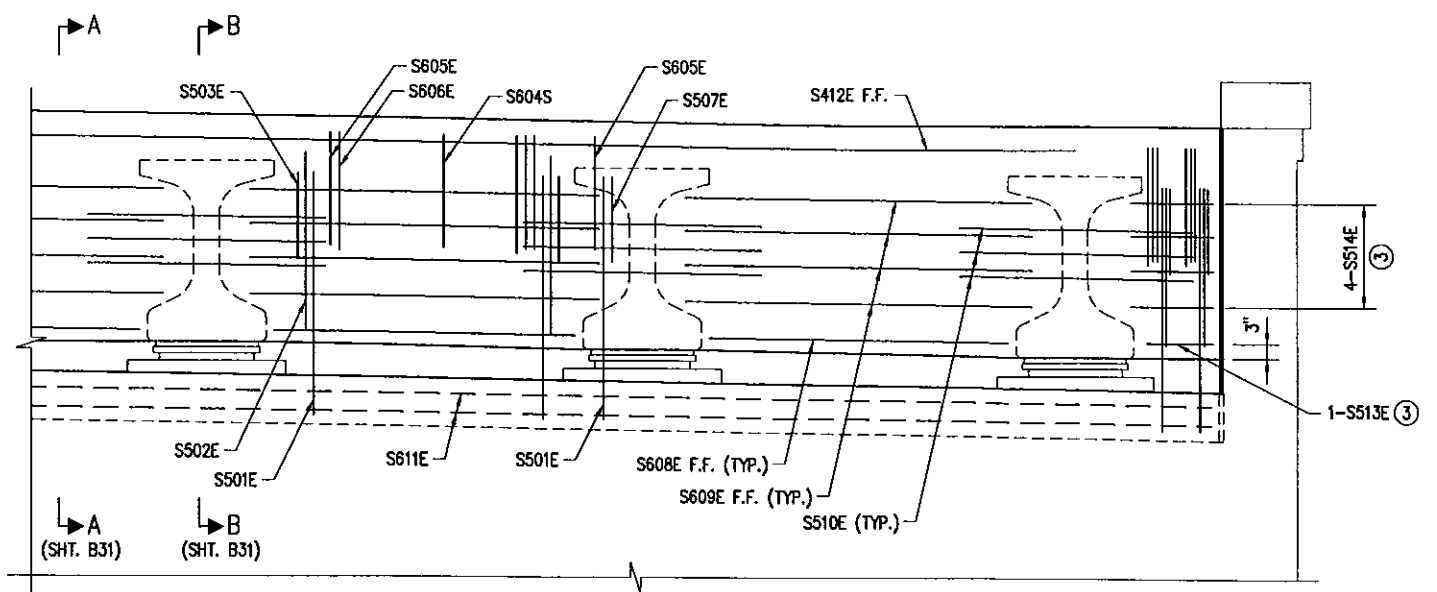 A
B
S605E
S606E
S503E
S604S
S605E
S507E
S412E F.F.
4-S514E
3
3"
1-S513E 3
S502E
S501E
S611E
S501E
S608E F.F. (TYP.)
S609E F.F. (TYP.)
S510E (TYP.)
A
(SHT. B31)
B
(SHT. B31)